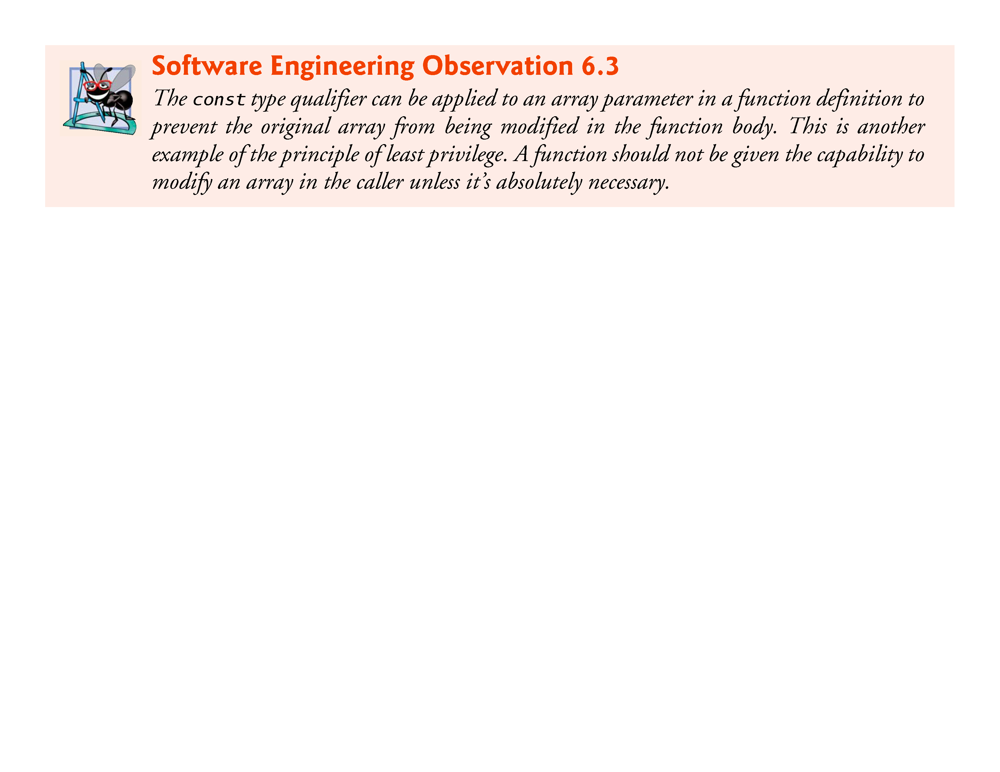 Software Engineering Observation 6.3
The const type qualifier can be applied to an array parameter in a function definition to
prevent the original array from being modified in the function body. This is another
example of the principle of least privilege. A function should not be given the capability to
modify an array in the caller unless it’s absolutely necessary.